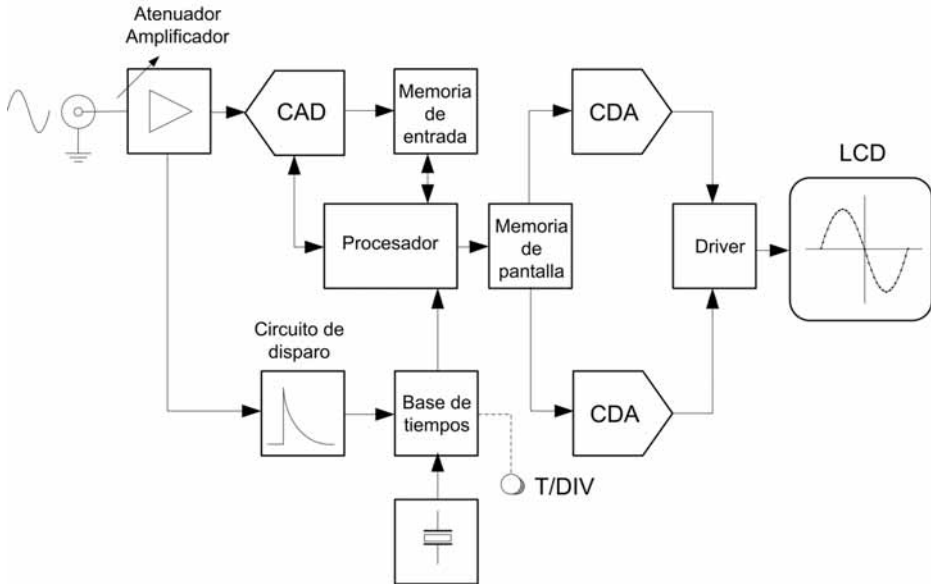 Atenuador
Amplificador
CAD
Memoria
de
entrada
CDA
LCD
Procesador
Memoria
de
pantalla
Driver
Circuito de
disparo
Base de
tiempos
CDA
T/DIV